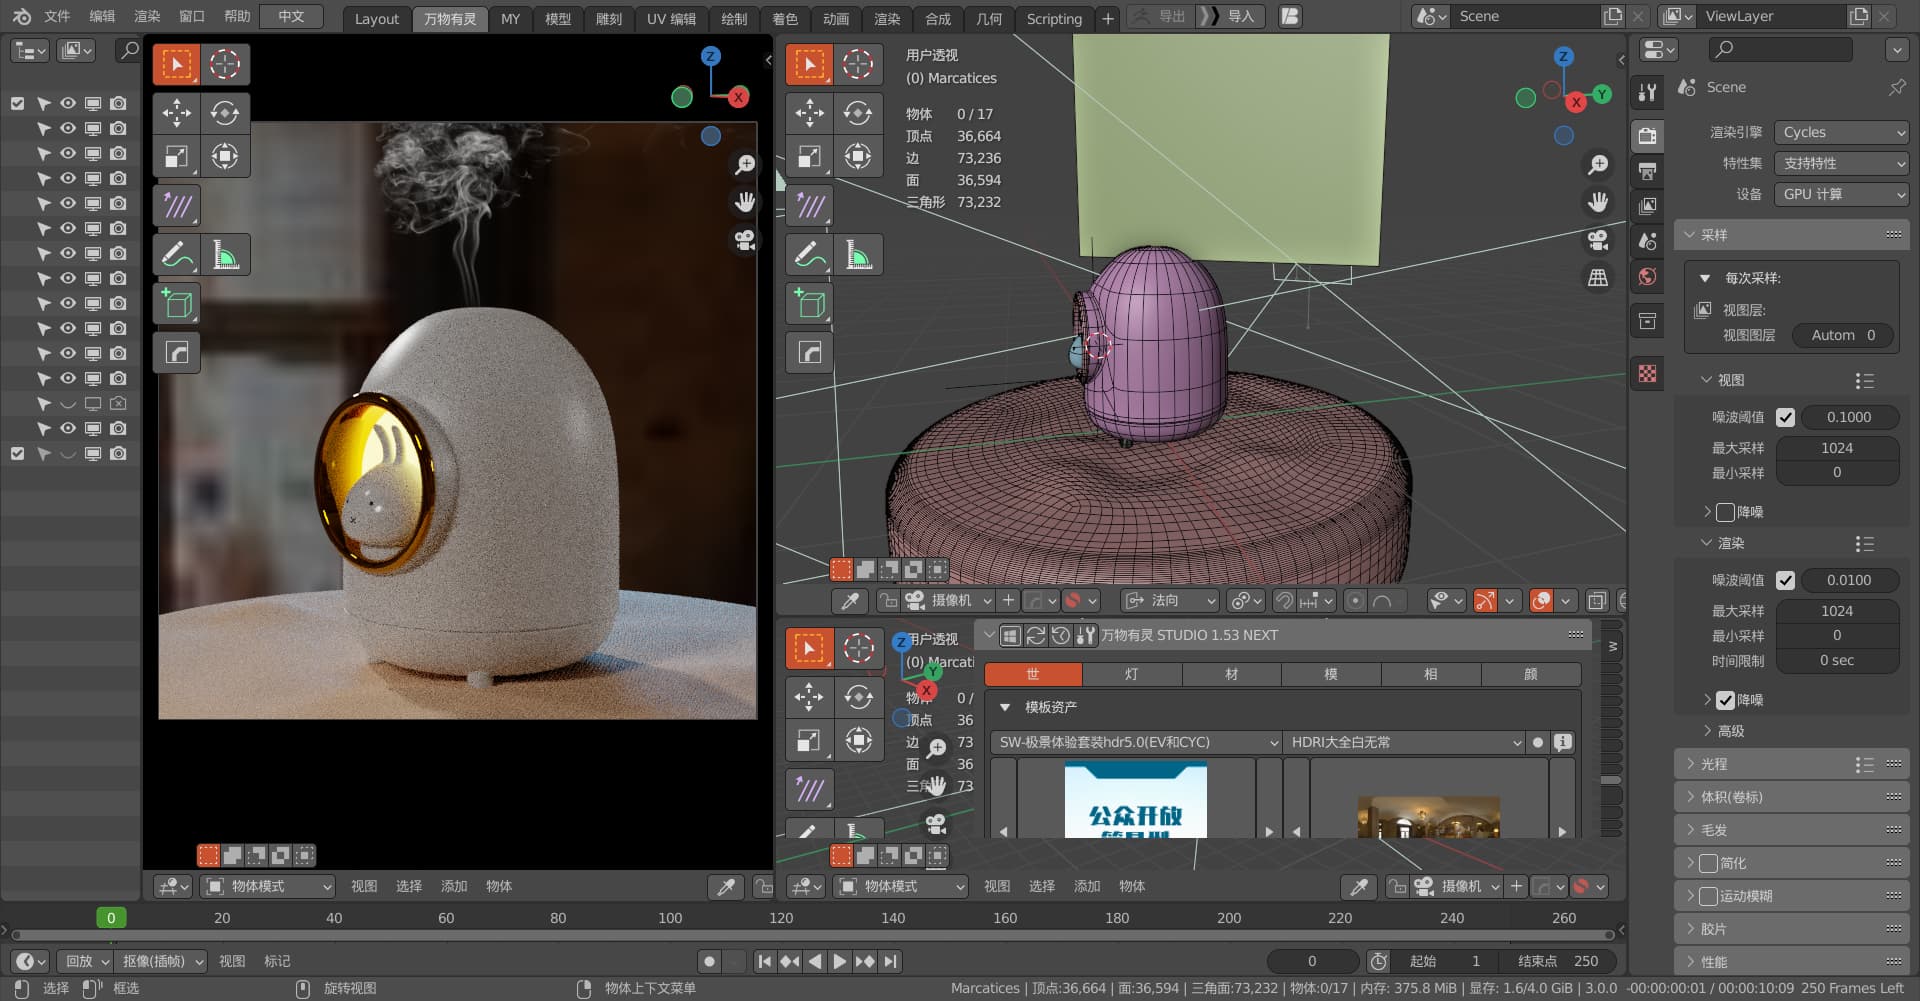 文件 编辑 渲染 窗口 帮助 中文 Layout 万物有灵 MY 模型 雕刻 UV 编辑 绘制 着色 动画 渲染 合成 几何 Scripting + 导出 导入 Scene ViewLayer
Z
X
用户透视
(0) Marcatices
物体 0 / 17
顶点 36,664
边 73,236
面 36,594
三角形 73,232
Z
Y
X
摄像机 法向
用户透视
(0) Marcati
0 /
顶点 36
边 73
面 36
73
Z
Y
X
万物有灵 STUDIO 1.53 NEXT
世 灯 材 模 相 颜
模板资产
SW-极景体验套装hdr5.0(EV和CYC) HDRI大全白无常
公众开放
W
物体模式 视图 选择 添加 物体
物体模式 视图 选择 添加 物体 摄像机
Scene
渲染引擎 Cycles
特性集 支持特性
设备 GPU 计算
采样
每次采样:
视图层:
视图图层 Autom 0
视图
噪波阈值 0.1000
最大采样 1024
最小采样 0
降噪
渲染
噪波阈值 0.0100
最大采样 1024
最小采样 0
时间限制 0 sec
降噪
高级
光程
体积(卷标)
毛发
简化
运动模糊
胶片
性能
0 20 40 60 80 100 120 140 160 180 200 220 240 260
回放 抠像(插帧) 视图 标记 0 起始 1 结束点 250
选择 框选 旋转视图 物体上下文菜单 Marcatices | 顶点:36,664 | 面:36,594 | 三角面:73,232 | 物体:0/17 | 内存: 375.8 MiB | 显存: 1.6/4.0 GiB | 3.0.0 -00:00:00:01 / 00:00:10:09 250 Frames Left